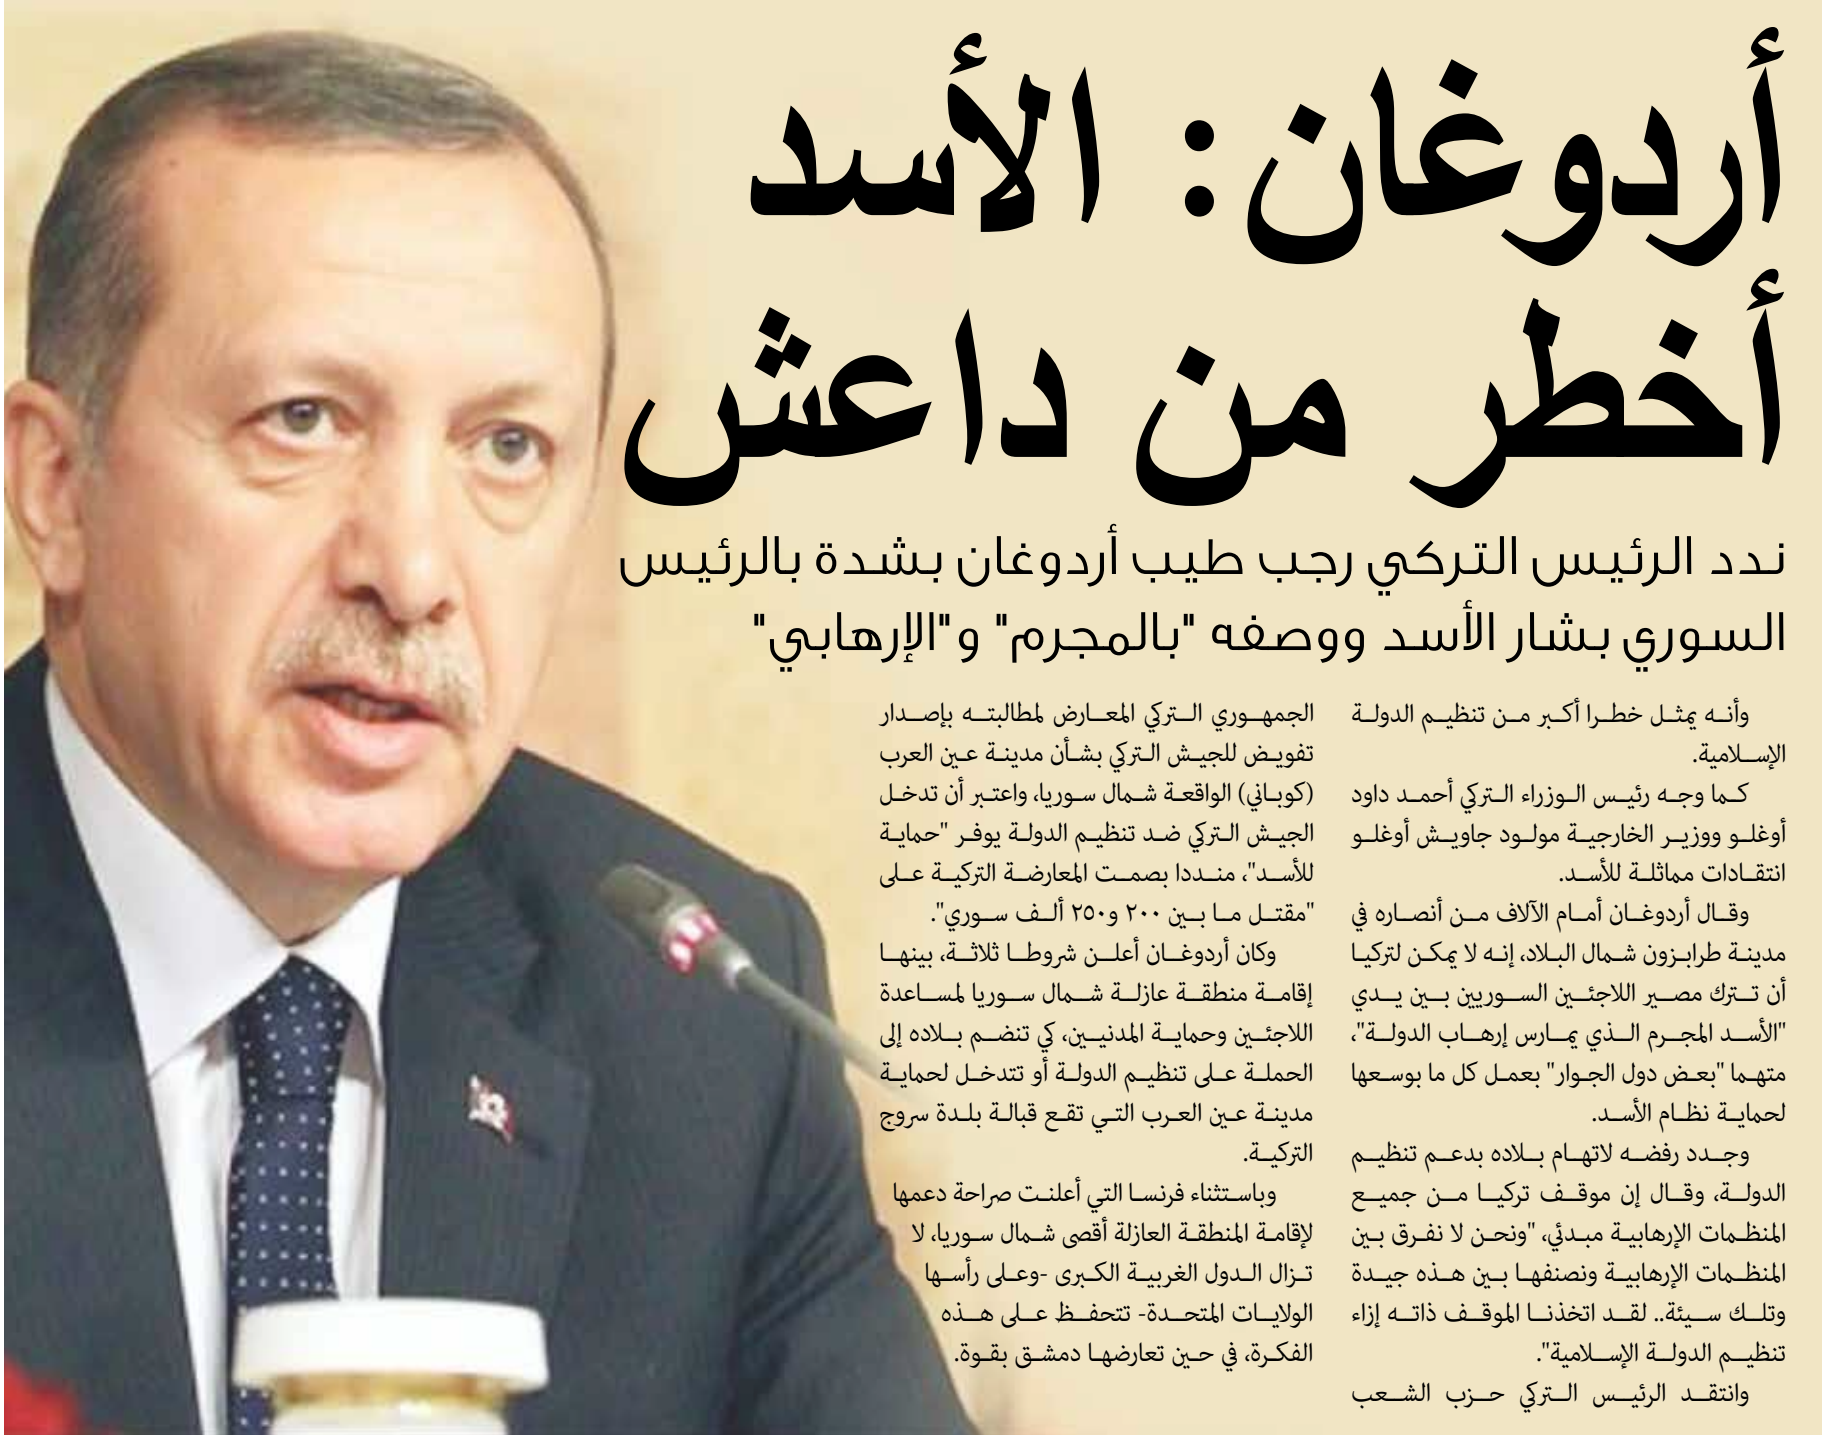 أردوغان: الأسد
أخطر من داعش
ندد الرئيس التركي رجب طيب أردوغان بشدة بالرئيس
السوري بشار الأسد ووصفه "بالمجرم" و"الإرهابي"
وأنه يمثل خطرا أكبر من تنظيم الدولة
الإسلامية.
كما وجه رئيس الوزراء التركي أحمد داود
أوغلو ووزير الخارجية مولود جاويش أوغلو
انتقادات مماثلة للأسد.
وقال أردوغان أمام الآلاف من أنصاره في
مدينة طرابزون شمال البلاد، إنه لا يمكن لتركيا
أن تترك مصير اللاجئين السوريين بين يدي
"الأسد المجرم الذي يمارس إرهاب الدولة"،
متهما "بعض دول الجوار" بعمل كل ما بوسعها
لحماية نظام الأسد.
وجدد رفضه لاتهام بلاده بدعم تنظيم
الدولة، وقال إن موقف تركيا من جميع
المنظمات الإرهابية مبدئي، "ونحن لا نفرق بين
المنظمات الإرهابية ونصنفها بين هذه جيدة
وتلك سيئة.. لقد اتخذنا الموقف ذاته إزاء
تنظيم الدولة الإسلامية".
وانتقد الرئيس التركي حزب الشعب
الجمهوري التركي المعارض لمطالبته بإصدار
تفويض للجيش التركي بشأن مدينة عين العرب
(كوباني) الواقعة شمال سوريا، واعتبر أن تدخل
الجيش التركي ضد تنظيم الدولة يوفر "حماية
للأسد"، منددا بصمت المعارضة التركية على
"مقتل ما بين ٢٠٠ و٢٥٠ ألف سوري".
وكان أردوغان أعلن شروطا ثلاثة، بينها
إقامة منطقة عازلة شمال سوريا لمساعدة
اللاجئين وحماية المدنيين، كي تنضم بلاده إلى
الحملة على تنظيم الدولة أو تتدخل لحماية
مدينة عين العرب التي تقع قبالة بلدة سروج
التركية.
وباستثناء فرنسا التي أعلنت صراحة دعمها
لإقامة المنطقة العازلة أقصى شمال سوريا، لا
تزال الدول الغربية الكبرى -وعلى رأسها
الولايات المتحدة- تتحفظ على هذه
الفكرة، في حين تعارضها دمشق بقوة.